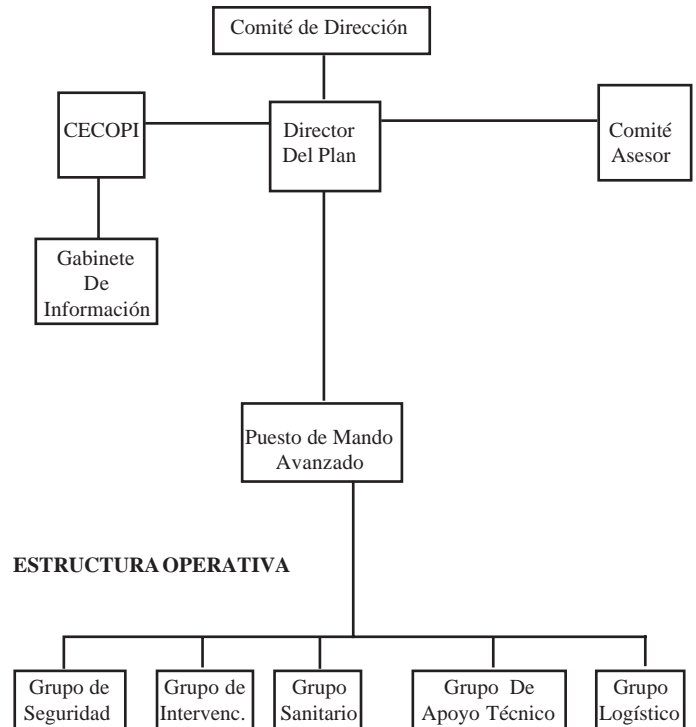 Comité de Dirección
CECOPI
Director
Del Plan
Comité
Asesor
Gabinete
De
Información
Puesto de Mando
Avanzado
ESTRUCTURA OPERATIVA
Grupo de
Seguridad
Grupo de
Intervenc.
Grupo
Sanitario
Grupo De
Apoyo Técnico
Grupo
Logístico